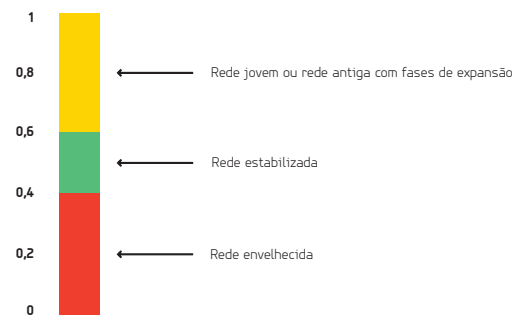 1
0,8 Rede jovem ou rede antiga com fases de expansão
0,6
Rede estabilizada
0,4
0,2 Rede envelhecida
0